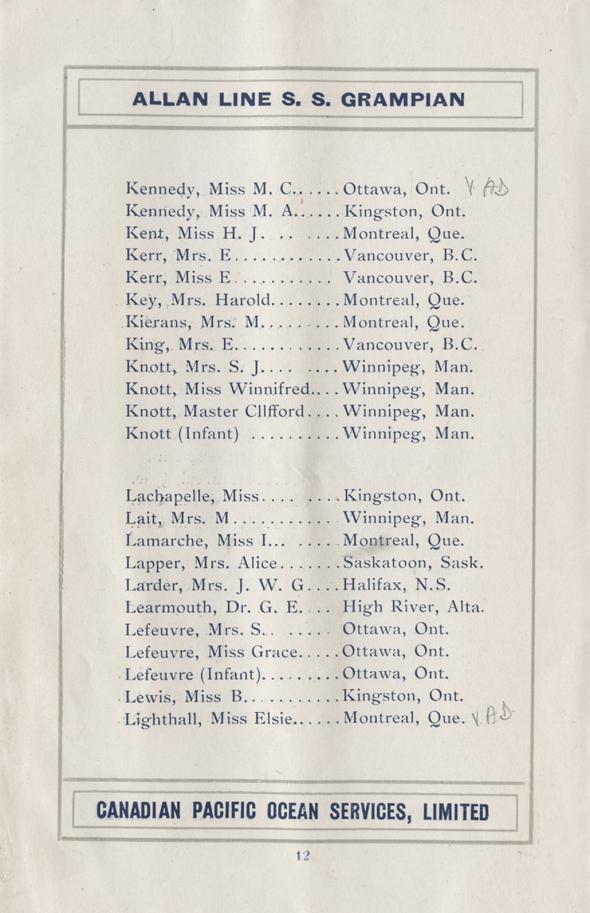 ALLAN LINE S. S. GRAMPIAN
Kennedy, Miss M. C...... Ottawa, Ont. V AD
Kennedy, Miss M. A...... Kingston, Ont.
Kent, Miss H. J. .. .. .... Montreal, Que.
Kerr, Mrs. E............ Vancouver, B.C.
Kerr, Miss E........... Vancouver, B.C.
Key, Mrs. Harold........ Montreal, Que.
Kierans, Mrs. M........ Montreal, Que.
King, Mrs. E........... Vancouver, B.C.
Knott, Mrs. S. J.... .... Winnipeg, Man.
Knott, Miss Winnifred.... Winnipeg, Man.
Knott, Master Cllfford.... Winnipeg, Man.
Knott (Infant) .......... Winnipeg, Man.
Lachapelle, Miss.... .... Kingston, Ont.
Lait, Mrs. M........... Winnipeg, Man.
Lamarche, Miss I... ..... Montreal, Que.
Lapper, Mrs. Alice....... Saskatoon, Sask.
Larder, Mrs. J. W. G.... Halifax, N.S.
Learmouth, Dr. G. E. ... High River, Alta.
Lefeuvre, Mrs. S. ...... Ottawa, Ont.
Lefeuvre, Miss Grace..... Ottawa, Ont.
Lefeuvre (Infant)......... Ottawa, Ont.
Lewis, Miss B.......... Kingston, Ont.
Lighthall, Miss Elsie...... Montreal, Que. V.AD
CANADIAN PACIFIC OCEAN SERVICES, LIMITED
12